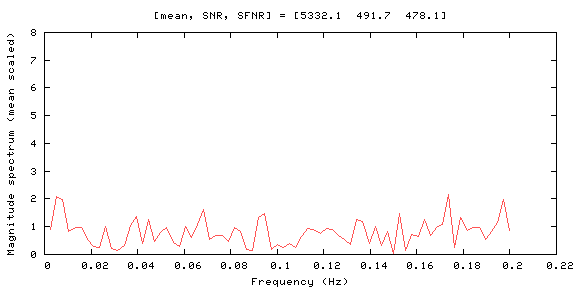 [mean, SNR, SFNR] = [5332.1  491.7  478.1]
Magnitude spectrum (mean scaled)
8
7
6
5
4
3
2
1
0
0 0.02 0.04 0.06 0.08 0.1 0.12 0.14 0.16 0.18 0.2 0.22
Frequency (Hz)